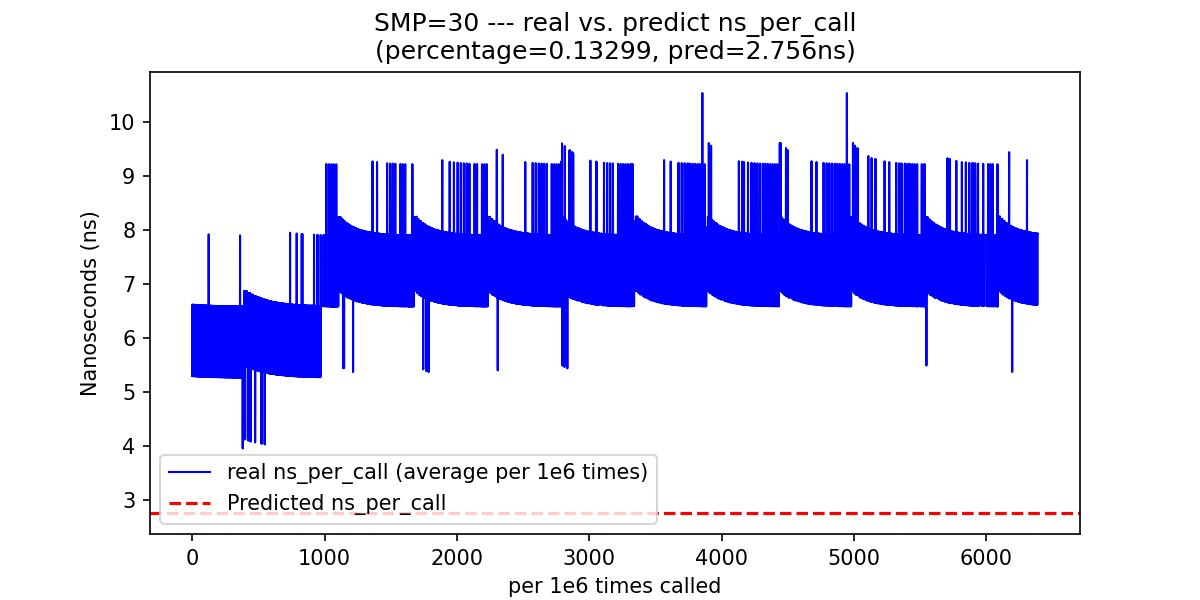 SMP=30 --- real vs. predict ns_per_call
(percentage=0.13299, pred=2.756ns)
Nanoseconds (ns)
10
9
8
7
6
5
4
3
real ns_per_call (average per 1e6 times)
Predicted ns_per_call
0
1000
2000
3000
4000
5000
6000
per 1e6 times called